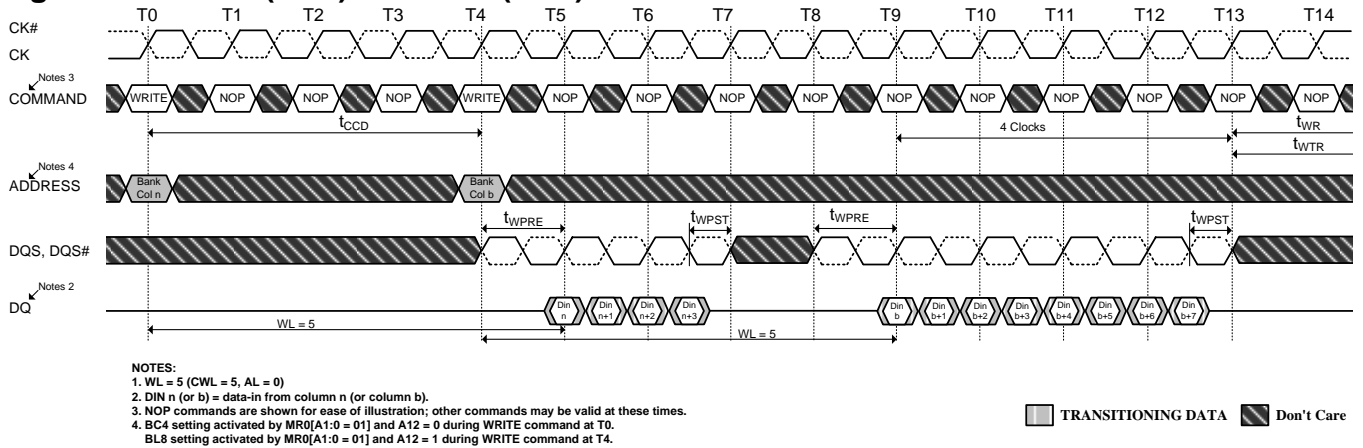 T0 T1 T2 T3 T4 T5 T6 T7 T8 T9 T10 T11 T12 T13 T14
CK#
CK
Notes 3
COMMAND
WRITE NOP NOP NOP WRITE NOP NOP NOP NOP NOP NOP NOP NOP NOP NOP
tCCD
4 Clocks
tWR
tWTR
Notes 4
ADDRESS
Bank
Col n
Bank
Col b
tWPRE tWPST tWPRE tWPST
DQS, DQS#
Notes 2
DQ
Din
n
Din
n+1
Din
n+2
Din
n+3
Din
b
Din
b+1
Din
b+2
Din
b+3
Din
b+4
Din
b+5
Din
b+6
Din
b+7
WL = 5
WL = 5
NOTES:
1. WL = 5 (CWL = 5, AL = 0)
2. DIN n (or b) = data-in from column n (or column b).
3. NOP commands are shown for ease of illustration; other commands may be valid at these times.
4. BC4 setting activated by MR0[A1:0 = 01] and A12 = 0 during WRITE command at T0.
BL8 setting activated by MR0[A1:0 = 01] and A12 = 1 during WRITE command at T4.
TRANSITIONING DATA
Don't Care